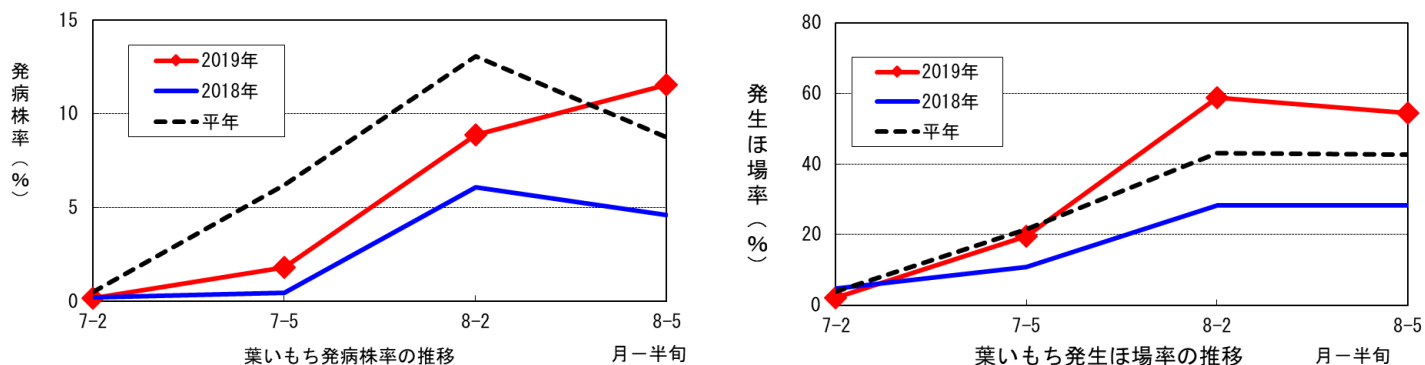 発病株率(%)
15
10
5
0
2019年
2018年
平年
7-2
7-5
8-2
8-5
葉いもち発病株率の推移
月-半旬
発生ほ場率(%)
80
60
40
20
0
2019年
2018年
平年
7-2
7-5
8-2
8-5
葉いもち発生ほ場率の推移
月-半旬